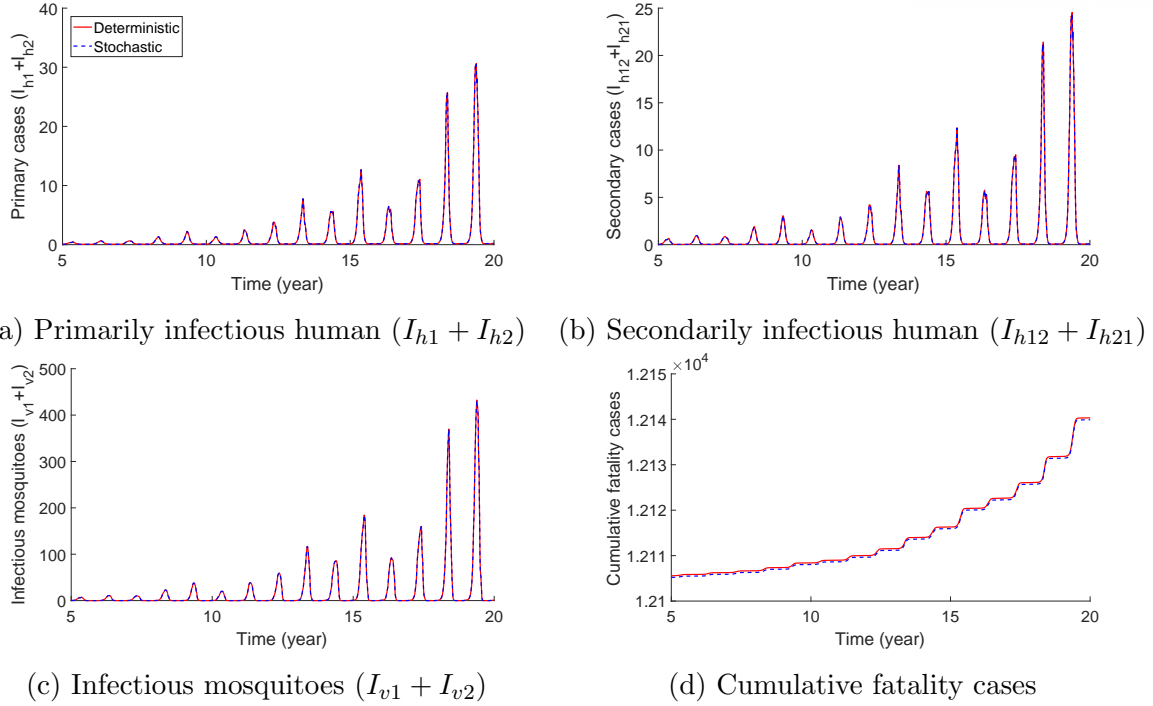 40
30
20
10
0
5
10
15
20
Primary cases (I_h1+I_h2)
Time (year)
Deterministic
Stochastic
25
20
15
10
5
0
5
10
15
20
Secondary cases (I_h12+I_h21)
Time (year)
a) Primarily infectious human (I_h1 + I_h2)
(b) Secondarily infectious human (I_h12 + I_h21)
500
400
300
200
100
0
5
10
15
20
Infectious mosquitoes (I_v1+I_v2)
Time (year)
×10^4
1.215
1.214
1.213
1.212
1.211
1.21
5
10
15
20
Cumulative fatality cases
Time (year)
(c) Infectious mosquitoes (I_v1 + I_v2)
(d) Cumulative fatality cases